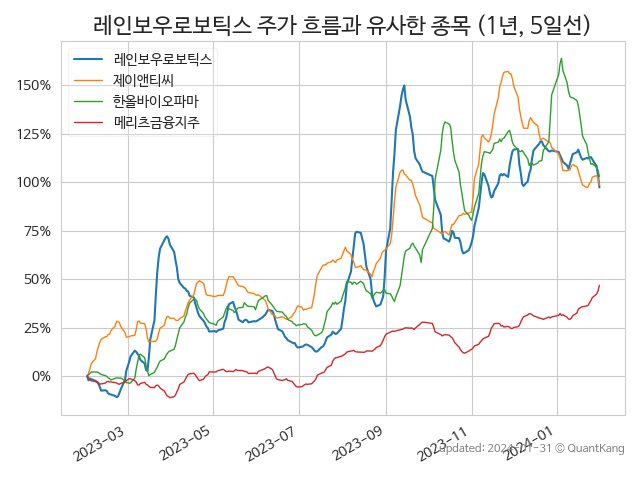 레인보우로보틱스 주가 흐름과 유사한 종목 (1년, 5일선)
레인보우로보틱스
제이앤티씨
한올바이오파마
메리츠금융지주
150%
125%
100%
75%
50%
25%
0%
2023-03
2023-05
2023-07
2023-09
2023-11
2024-01
updated: 2024-01-31 © QuantKang